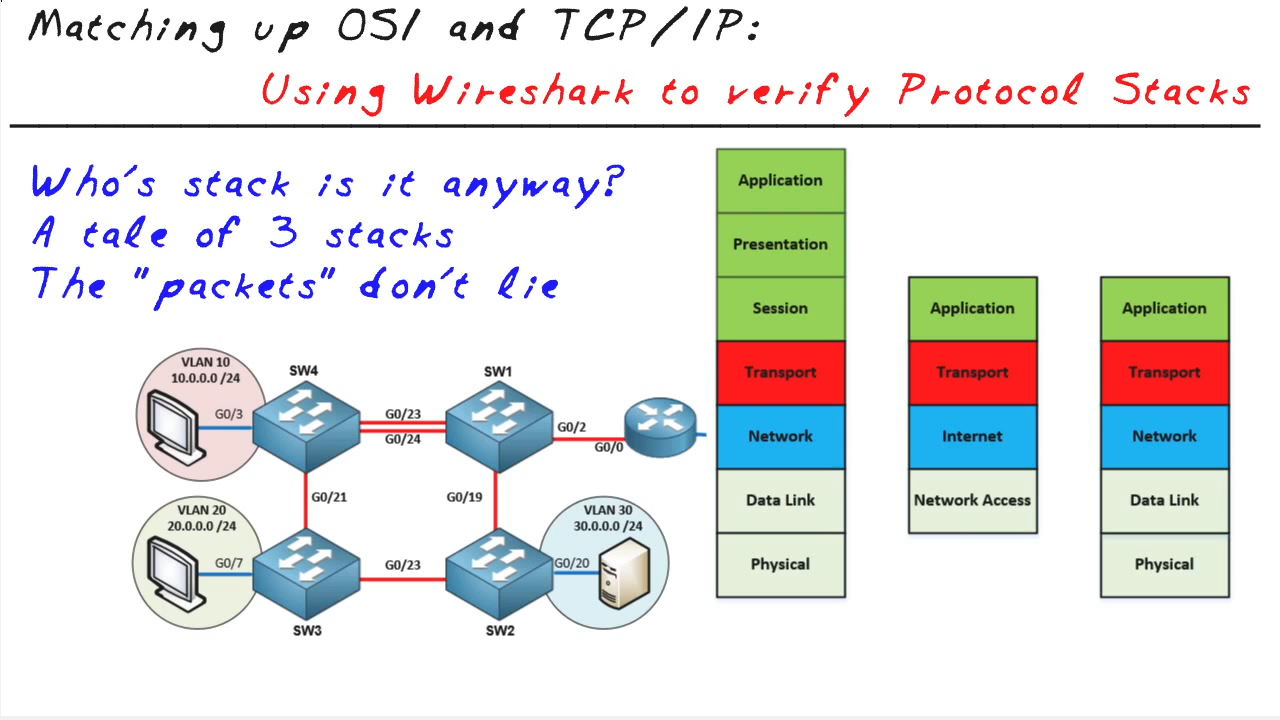 Matching up OSI and TCP/IP:
Using Wireshark to verify Protocol Stacks
Who's stack is it anyway?
A tale of 3 stacks
The "packets" don't lie
VLAN 10
10.0.0.0 /24
G0/3
SW4
G0/23
G0/24
SW1
G0/2
G0/0
G0/21
G0/19
VLAN 20
20.0.0.0 /24
G0/7
SW3
G0/23
SW2
VLAN 30
30.0.0.0 /24
G0/20
Application
Presentation
Session
Transport
Network
Data Link
Physical
Application
Transport
Internet
Network Access
Application
Transport
Network
Data Link
Physical